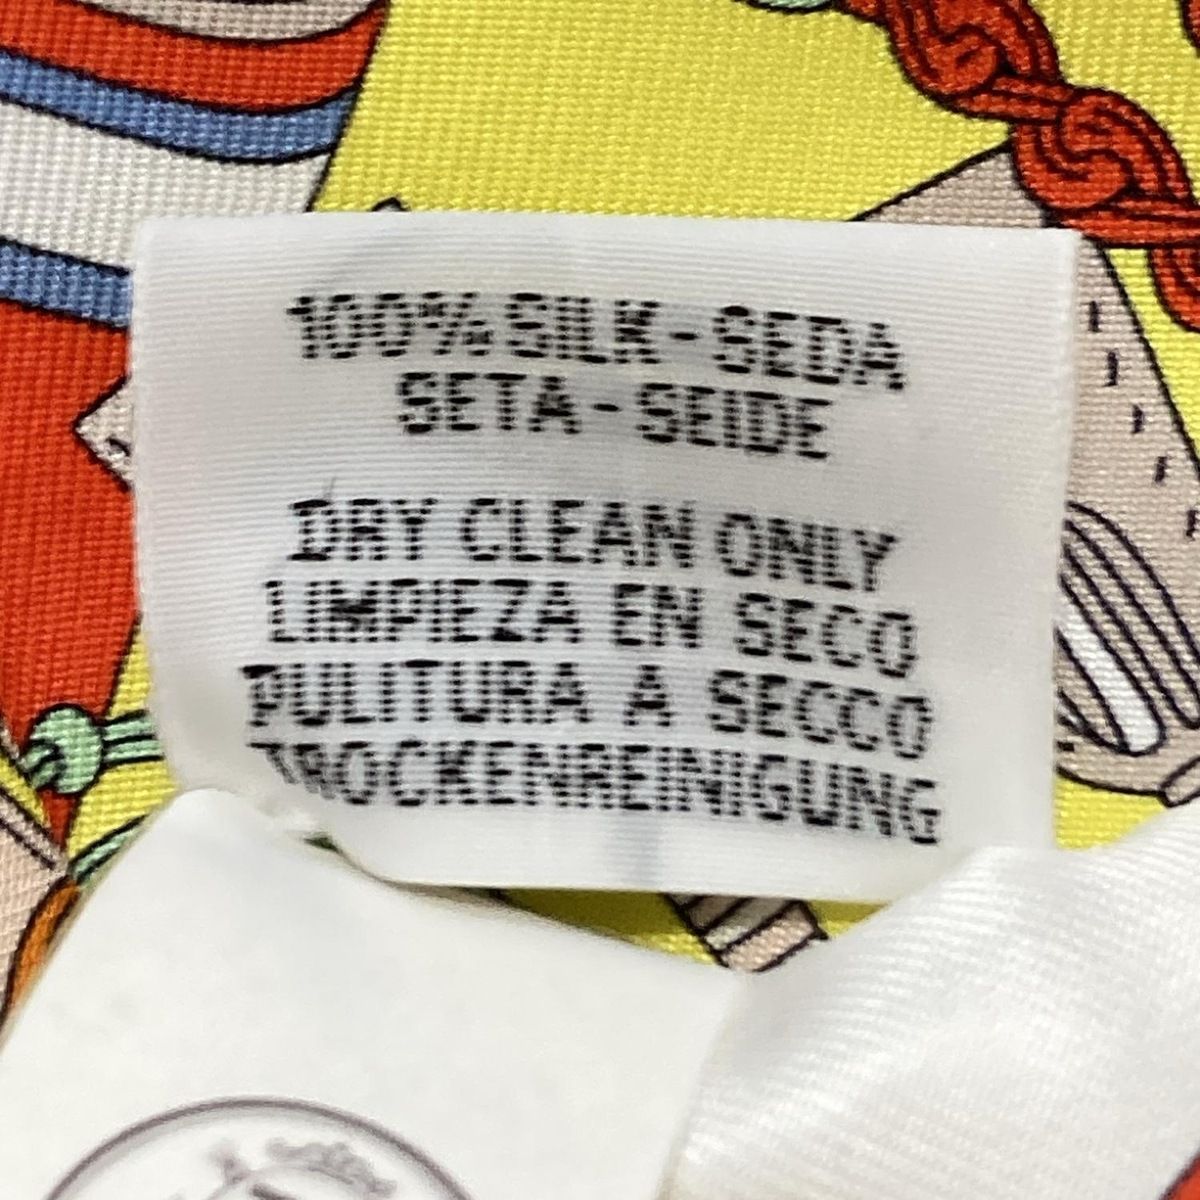 100% SILK - SEDA
SETA - SEIDE
DRY CLEAN ONLY
LIMPIEZA EN SECO
PULITURA A SECCO
TROCKENREINIGUNG